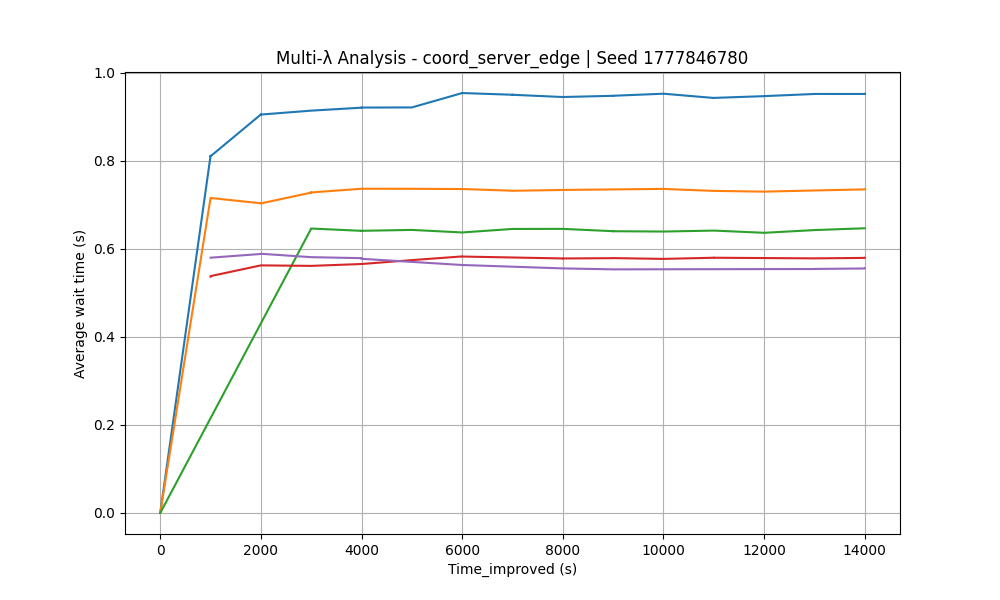 Multi-λ Analysis - coord_server_edge | Seed 1777846780
Average wait time (s)
1.0
0.8
0.6
0.4
0.2
0.0
0 2000 4000 6000 8000 10000 12000 14000
Time_improved (s)